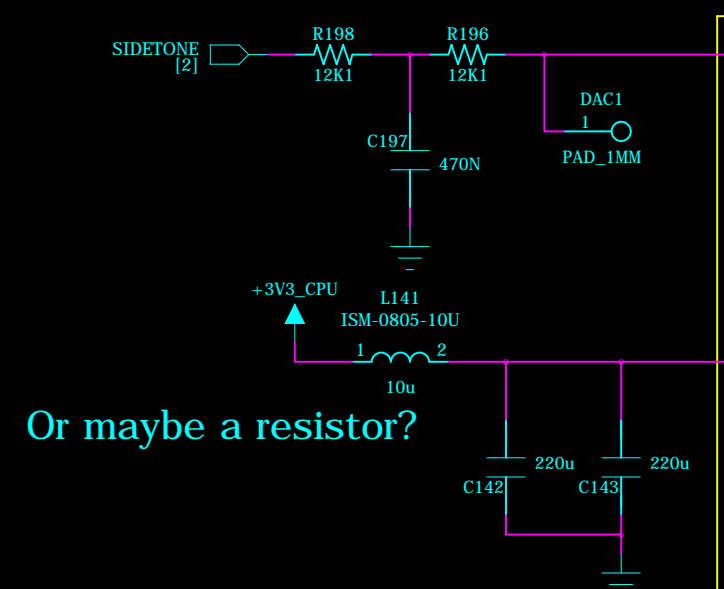 R198
R196
SIDETONE
[2]
12K1
12K1
DAC1
1
PAD_1MM
C197
470N
+3V3_CPU
L141
ISM-0805-10U
1
2
10u
Or maybe a resistor?
220u
220u
C142
C143